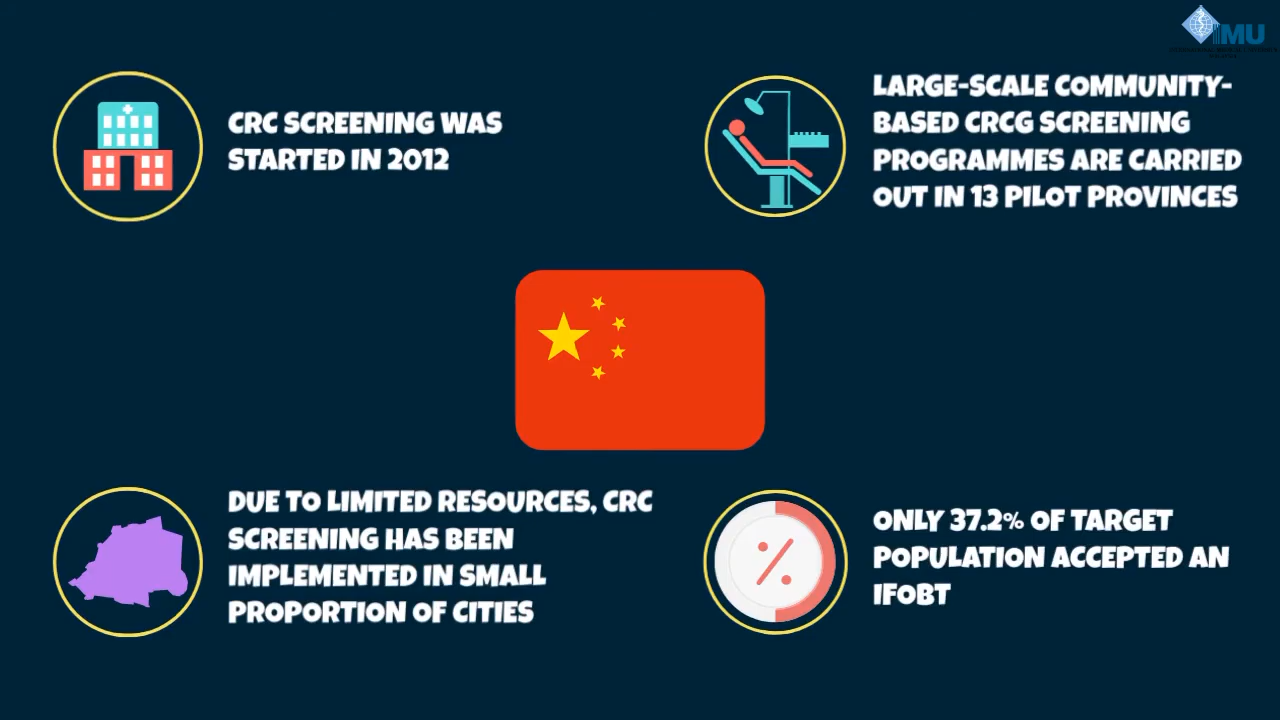 IMU
CRC SCREENING WAS
STARTED IN 2012
LARGE-SCALE COMMUNITY-
BASED CRCG SCREENING
PROGRAMMES ARE CARRIED
OUT IN 13 PILOT PROVINCES
DUE TO LIMITED RESOURCES, CRC
SCREENING HAS BEEN
IMPLEMENTED IN SMALL
PROPORTION OF CITIES
ONLY 37.2% OF TARGET
POPULATION ACCEPTED AN
IFOBT